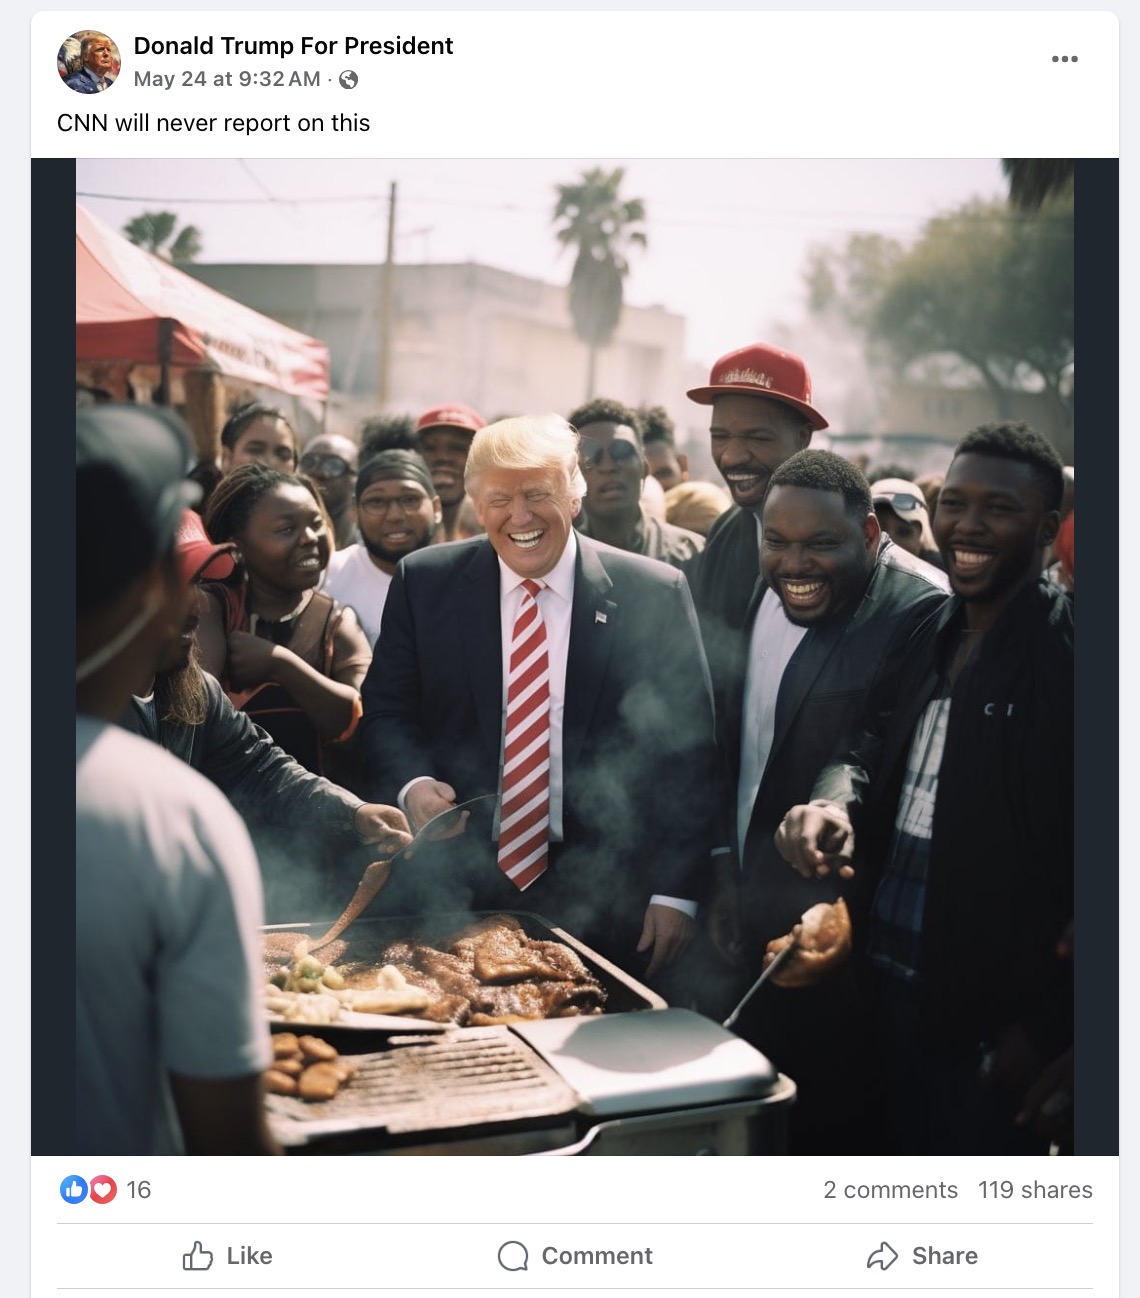 Donald Trump For President
May 24 at 9:32 AM ·
CNN will never report on this
C I
16
2 comments 119 shares
Like Comment Share